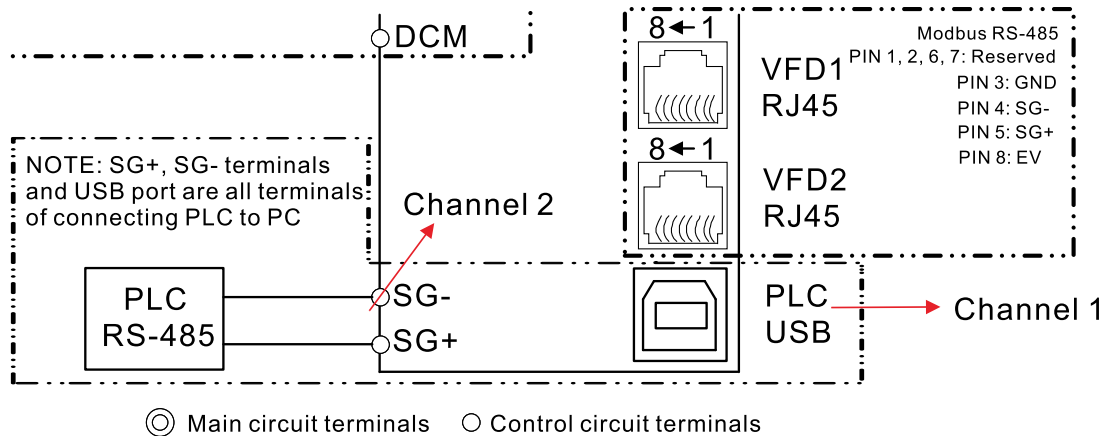 DCM
8←1
VFD1
RJ45
Modbus RS-485
PIN 1, 2, 6, 7: Reserved
PIN 3: GND
PIN 4: SG-
PIN 5: SG+
PIN 8: EV
8←1
VFD2
RJ45
NOTE: SG+, SG- terminals
and USB port are all terminals
of connecting PLC to PC
Channel 2
PLC
RS-485
SG-
SG+
PLC
USB
Channel 1
Main circuit terminals
Control circuit terminals